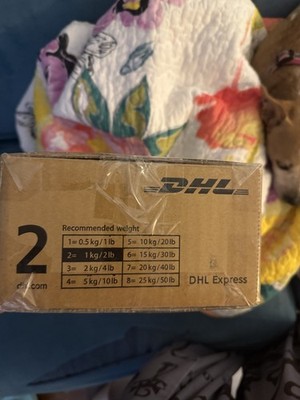 DHL
Recommended weight
2
1= 0.5 kg/1 lb 5= 10 kg/20 lb
2= 1 kg/2 lb 6= 15 kg/30 lb
3= 2 kg/4 lb 7= 20 kg/40 lb
4= 5 kg/10 lb 8= 25 kg/50 lb
DHL Express